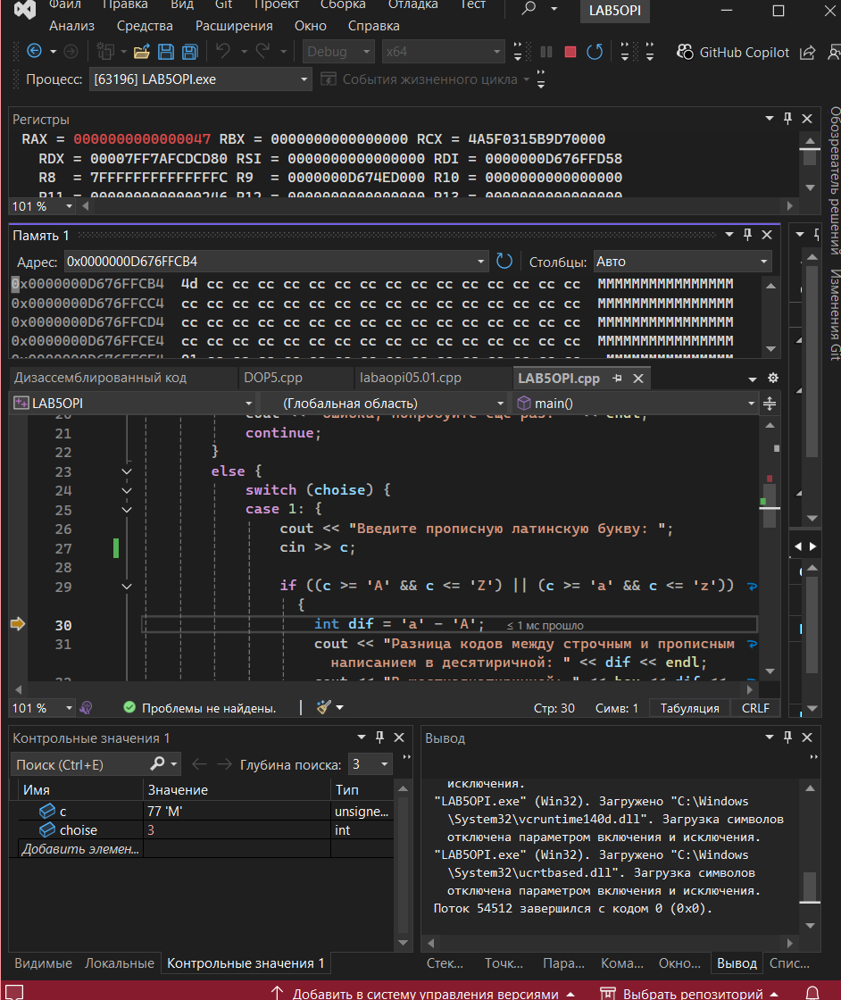 Файл Правка Вид Git Проект Сборка Отладка Тест
LAB5OPI
Анализ Средства Расширения Окно Справка
Debug x64 GitHub Copilot
Процесс: [63196] LAB5OPI.exe События жизненного цикла
Регистры
RAX = 0000000000000047 RBX = 0000000000000000 RCX = 4A5F0315B9D70000
RDX = 00007FF7AFCDCD80 RSI = 0000000000000000 RDI = 0000000D676FFD58
R8 = 7FFFFFFFFFFFFFFC R9 = 0000000D674ED000 R10 = 0000000000000000
R11 = 0000000000000246 R12 = 0000000000000000 R13 = 0000000000000000
101 %
Память 1
Адрес: 0x0000000D676FFCB4 Столбцы: Авто
0x0000000D676FFCB4 4d cc cc cc cc cc cc cc cc cc cc cc cc cc cc cc MMMMMMMMMMMMMMMM
0x0000000D676FFCC4 cc cc cc cc cc cc cc cc cc cc cc cc cc cc cc cc MMMMMMMMMMMMMMMM
0x0000000D676FFCD4 cc cc cc cc cc cc cc cc cc cc cc cc cc cc cc cc MMMMMMMMMMMMMMMM
0x0000000D676FFCE4 cc cc cc cc cc cc cc cc cc cc cc cc cc cc cc cc MMMMMMMMMMMMMMMM
Дизассемблированный код DOP5.cpp labaopi05.01.cpp LAB5OPI.cpp
LAB5OPI (Глобальная область) main()
21 continue;
22 }
23 else {
24 switch (choise) {
25 case 1: {
26 cout << "Введите прописную латинскую букву: ";
27 cin >> c;
28
29 if ((c >= 'A' && c <= 'Z') || (c >= 'a' && c <= 'z'))
{
30 int dif = 'a' - 'A'; ≤ 1 мс прошло
31 cout << "Разница кодов между строчным и прописным
написанием в десятиричной: " << dif << endl;
101 % Проблемы не найдены. Стр: 30 Симв: 1 Табуляция CRLF
Контрольные значения 1
Поиск (Ctrl+E) Глубина поиска: 3
Имя Значение Тип
c 77 'M' unsigne...
choise 3 int
Добавить элемен...
Видимые Локальные Контрольные значения 1
Вывод
исключения.
"LAB5OPI.exe" (Win32). Загружено "C:\Windows
\System32\vcruntime140d.dll". Загрузка символов
отключена параметром включения и исключения.
"LAB5OPI.exe" (Win32). Загружено "C:\Windows
\System32\ucrtbased.dll". Загрузка символов
отключена параметром включения и исключения.
Поток 54512 завершился с кодом 0 (0x0).
Стек... Точк... Пара... Кома... Окно... Вывод Спис...
Обозреватель решений
Изменения Git
Добавить в систему управления версиями Выбрать репозиторий